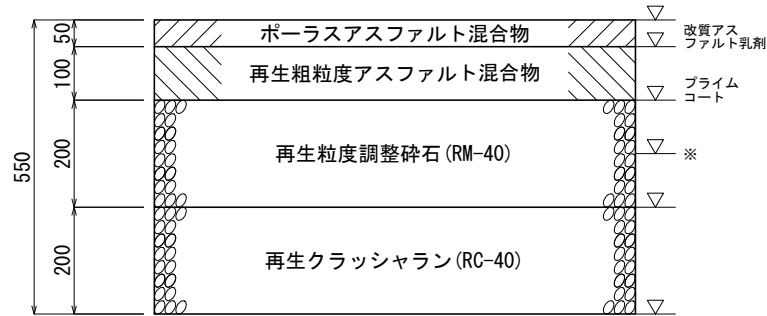 50
ポーラスアスファルト混合物
改質アス
ファルト乳剤
100
再生粗粒度アスファルト混合物
プライム
コート
550
200
再生粒度調整砕石(RM-40)
※
200
再生クラッシャラン(RC-40)